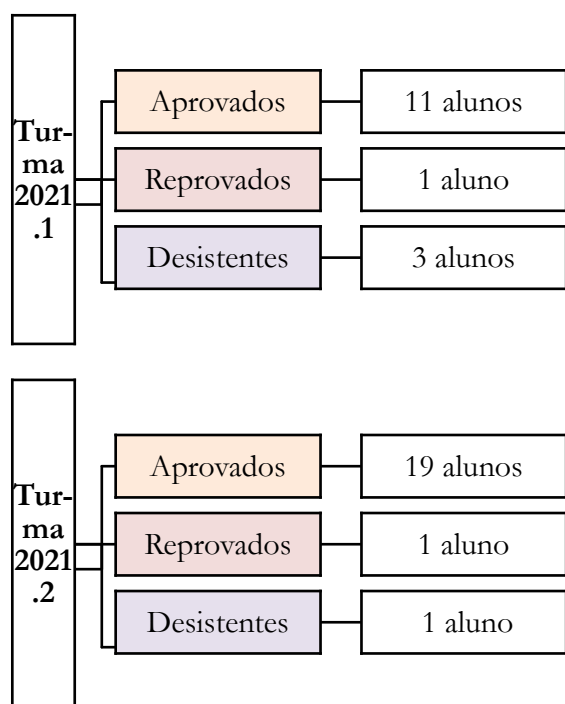 Tur-
ma
2021
.1
Aprovados
11 alunos
Reprovados
1 aluno
Desistentes
3 alunos
Tur-
ma
2021
.2
Aprovados
19 alunos
Reprovados
1 aluno
Desistentes
1 aluno